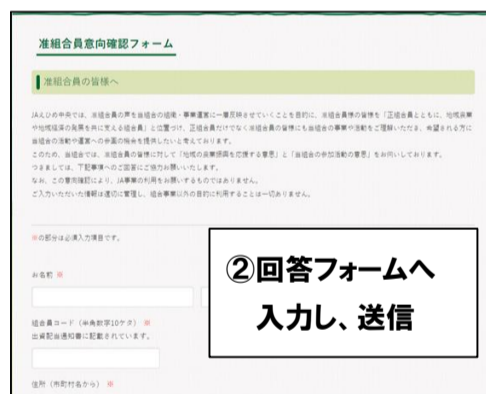 准組合員意向確認フォーム
准組合員の皆様へ
JAえひめ中央では、准組合員の声を当組合の組織・事業運営に一層反映させていくことを目的に、准組合員の皆様を「正組合員とともに、地域農業
や地域経済の発展を共に支える組合員」と位置づけ、正組合員だけでなく准組合員の皆様にも当組合の事業や活動をご理解いただき、希望される方に
当組合の活動や運営への参画の機会を提供したいと考えております。
このため、当組合では、准組合員の皆様に対して「地域の農業振興を応援する意思」と「当組合の参加活動の意思」をお伺いしております。
つきましては、下記事項へのご回答にご協力お願いいたします。
なお、この意向確認により、JA事業の利用をお願いするものではありません。
ご入力いただいた情報は適切に管理し、組合事業以外の目的に利用することは一切ありません。
※の部分は必須入力項目です。
お名前 ※
②回答フォームへ
入力し、送信
組合員コード（半角数字10ケタ） ※
出資配当通知書に記載されています。
住所（市町村名から） ※